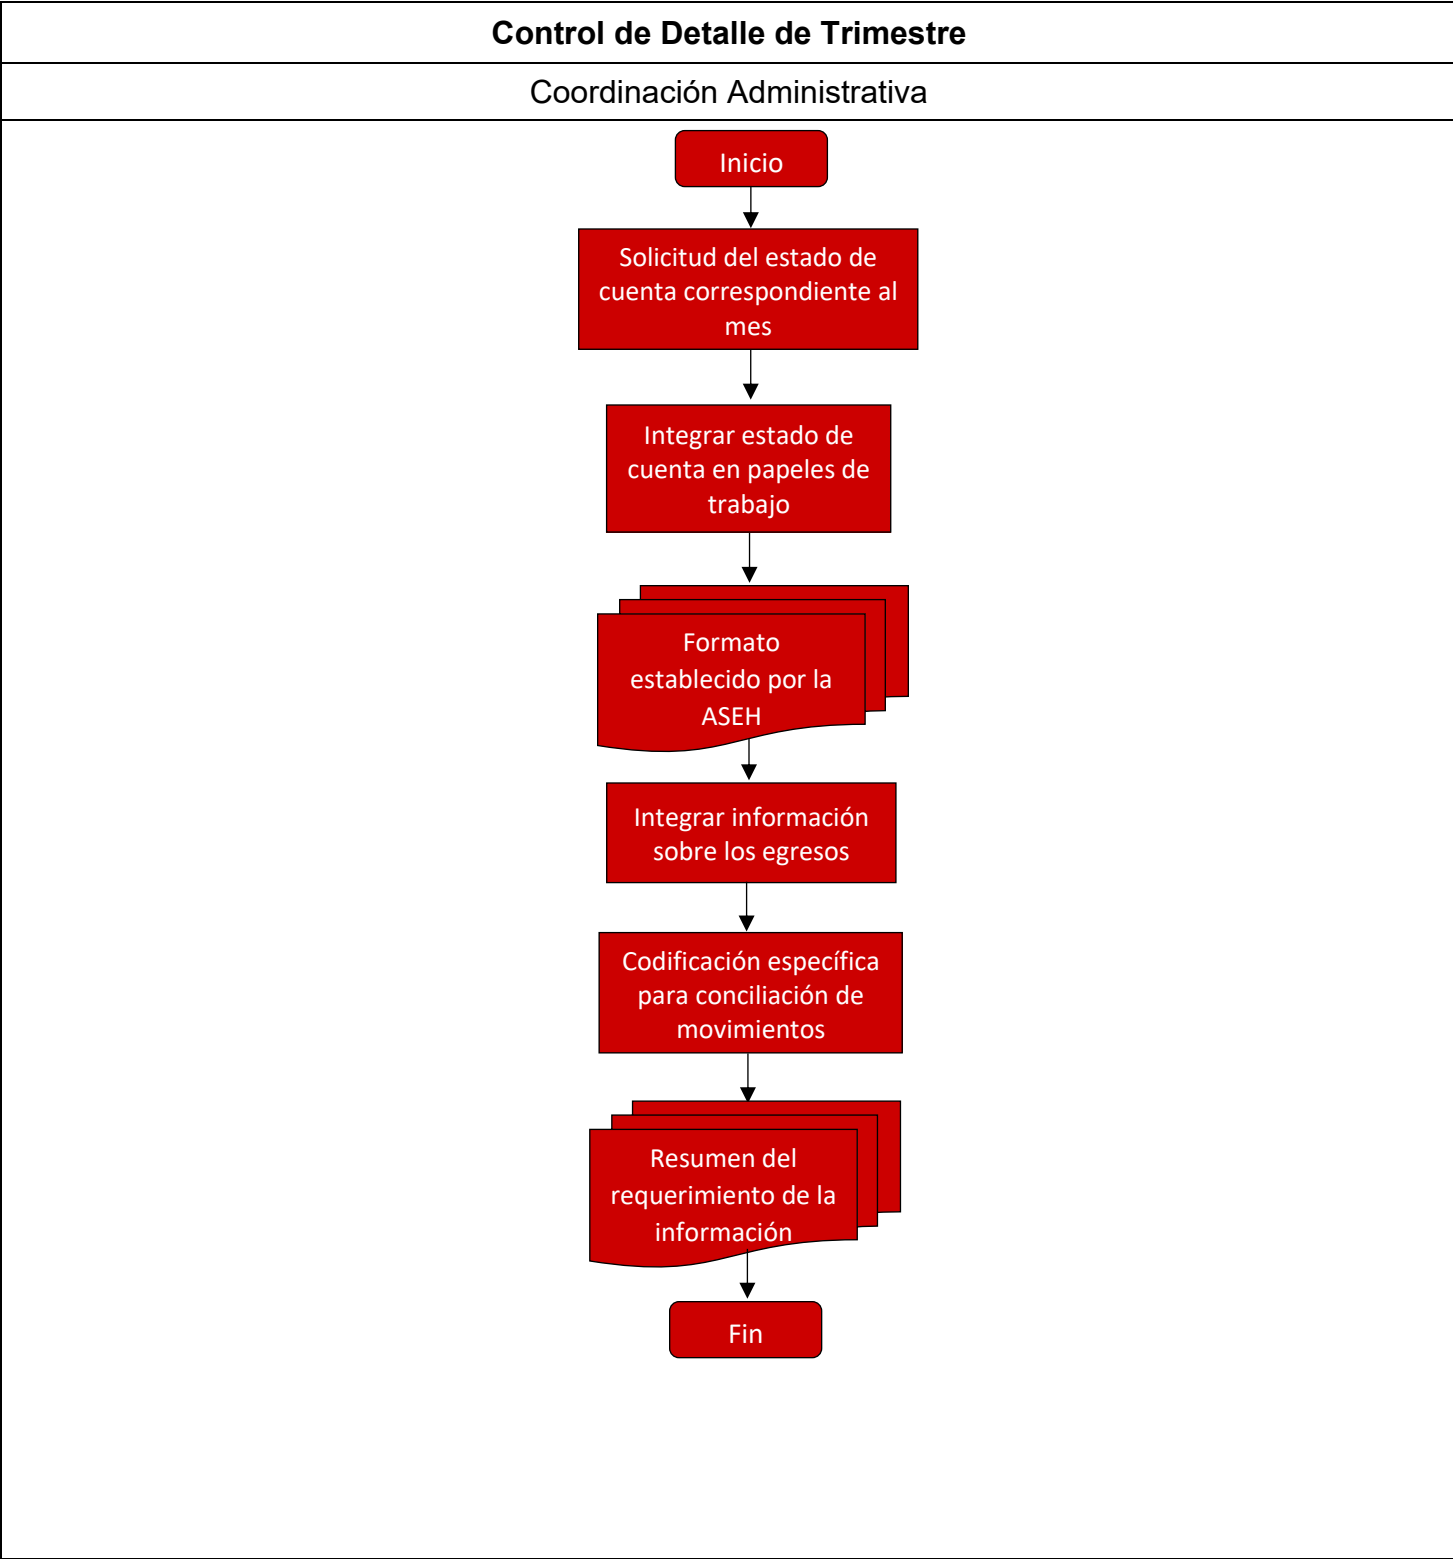 Control de Detalle de Trimestre
Coordinación Administrativa
Inicio
Solicitud del estado de
cuenta correspondiente al
mes
Integrar estado de
cuenta en papeles de
trabajo
Formato
establecido por la
ASEH
Integrar información
sobre los egresos
Codificación específica
para conciliación de
movimientos
Resumen del
requerimiento de la
información
Fin